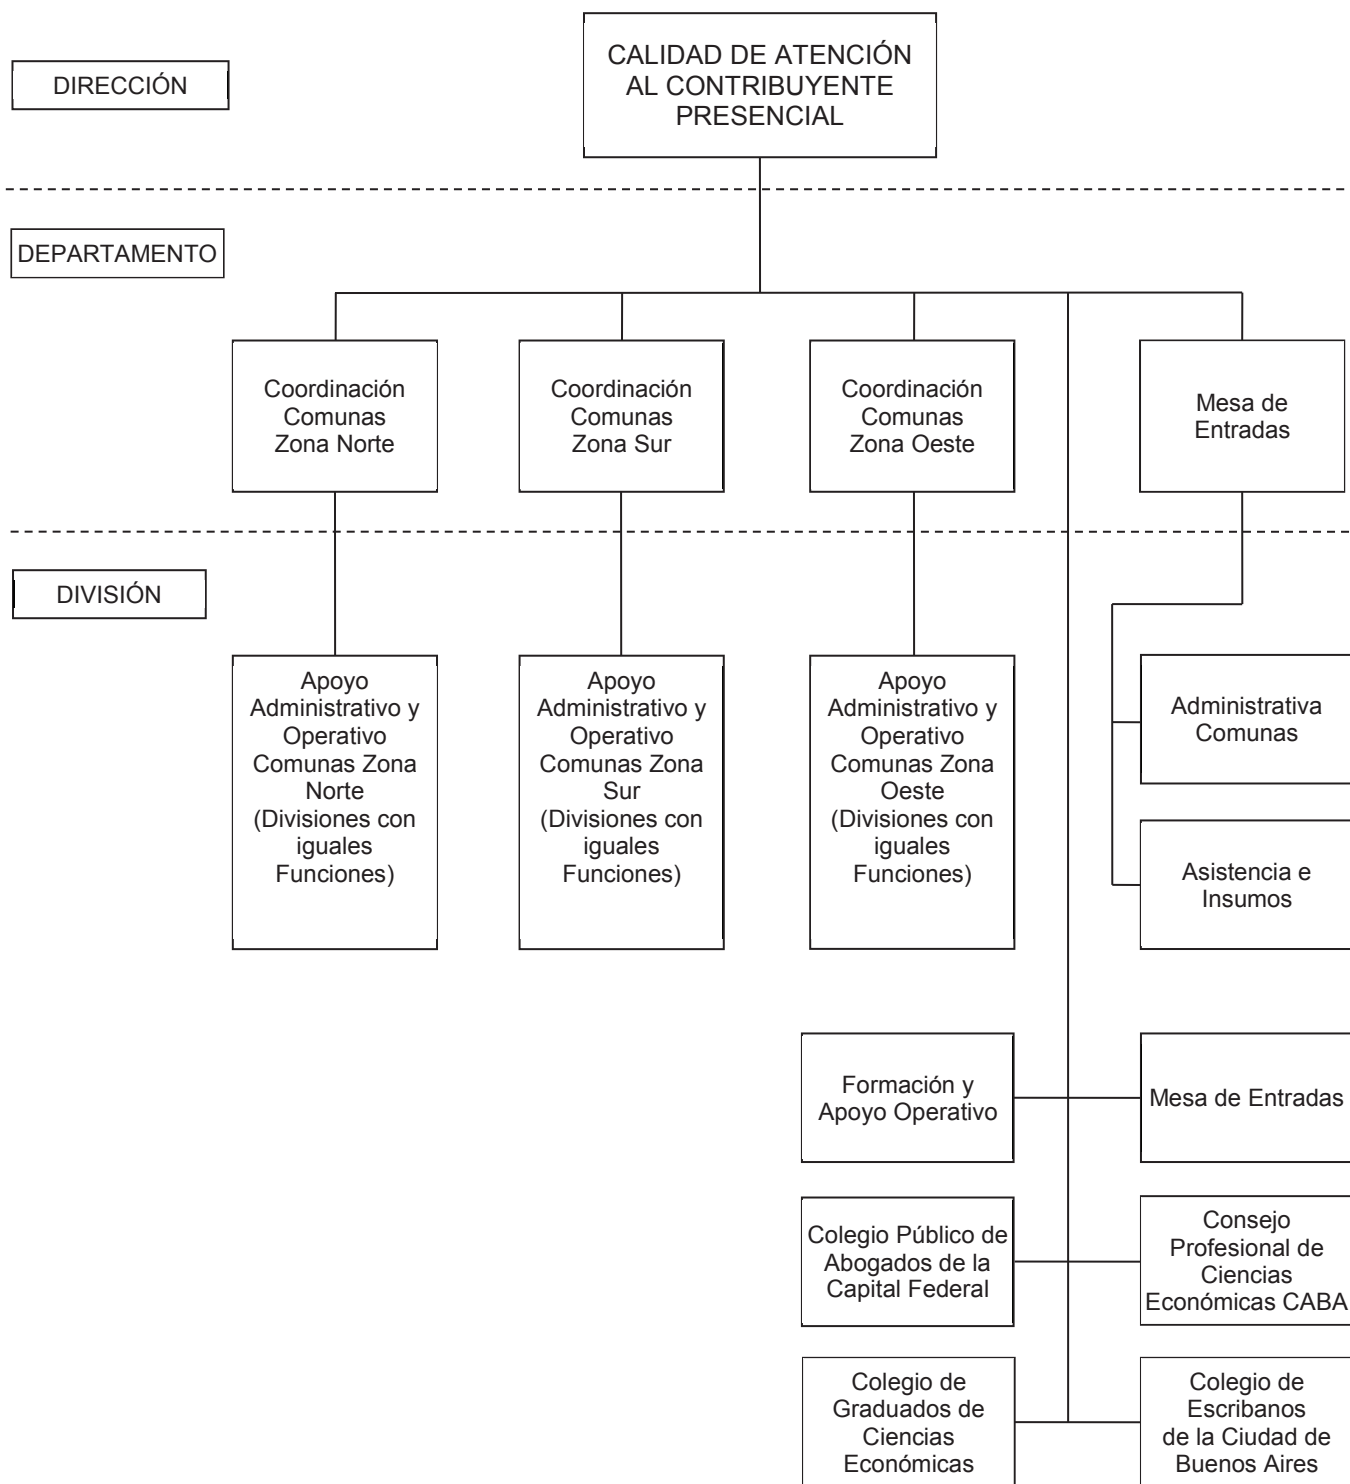 DIRECCIÓN
CALIDAD DE ATENCIÓN
AL CONTRIBUYENTE
PRESENCIAL
DEPARTAMENTO
Coordinación
Comunas
Zona Norte
Coordinación
Comunas
Zona Sur
Coordinación
Comunas
Zona Oeste
Mesa de
Entradas
DIVISIÓN
Apoyo
Administrativo y
Operativo
Comunas Zona
Norte
(Divisiones con
iguales
Funciones)
Apoyo
Administrativo y
Operativo
Comunas Zona
Sur
(Divisiones con
iguales
Funciones)
Apoyo
Administrativo y
Operativo
Comunas Zona
Oeste
(Divisiones con
iguales
Funciones)
Administrativa
Comunas
Asistencia e
Insumos
Formación y
Apoyo Operativo
Mesa de Entradas
Colegio Público de
Abogados de la
Capital Federal
Consejo
Profesional de
Ciencias
Económicas CABA
Colegio de
Graduados de
Ciencias
Económicas
Colegio de
Escribanos
de la Ciudad de
Buenos Aires